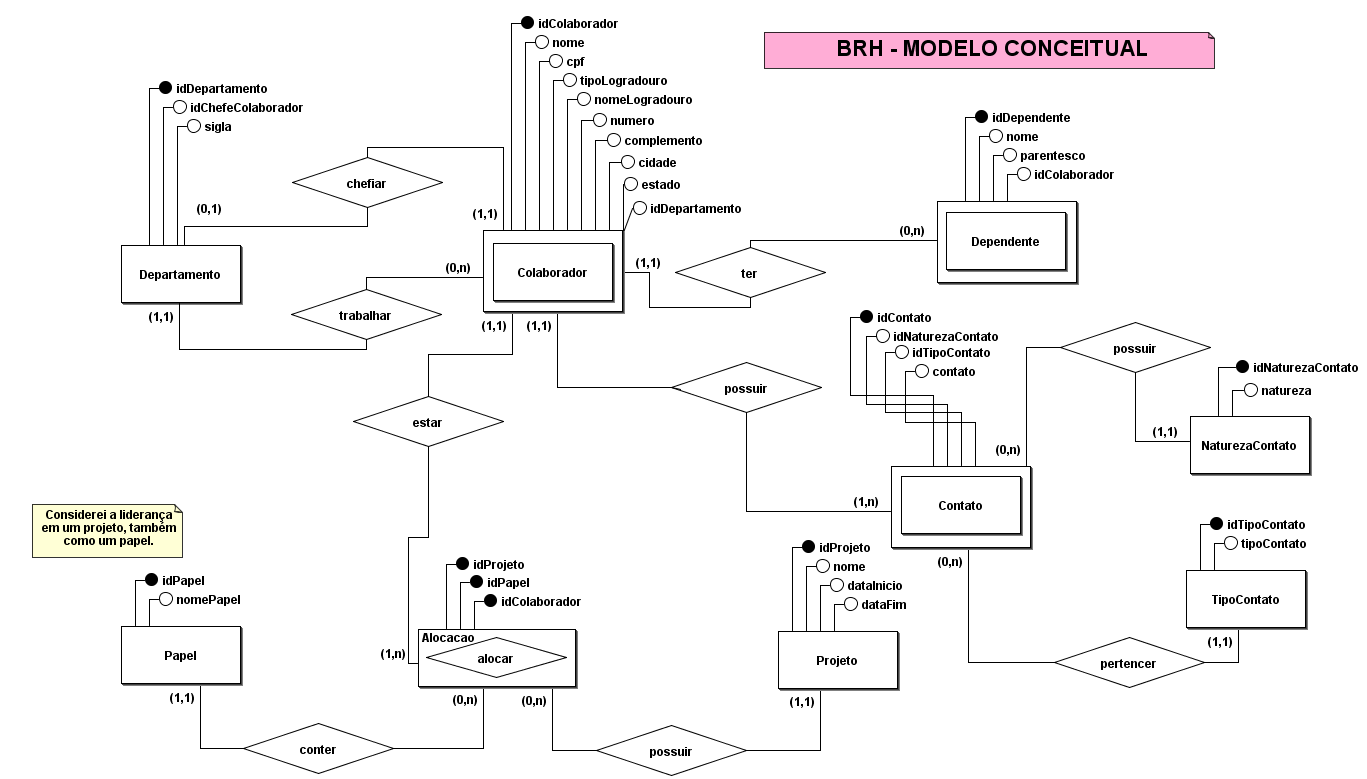 BRH - MODELO CONCEITUAL
idColaborador
nome
cpf
tipoLogradouro
nomeLogradouro
numero
complemento
cidade
estado
idDepartamento
idDepartamento
idChefeColaborador
sigla
chefiar
(0,1)
(1,1)
Departamento
Colaborador
(0,n)
trabalhar
(1,1)
(1,1)
ter
(0,n)
idDependente
nome
parentesco
idColaborador
Dependente
(1,1)
(1,1)
estar
possuir
idContato
idNaturezaContato
idTipoContato
contato
possuir
idNaturezaContato
natureza
(0,n)
(1,1)
NaturezaContato
(1,n)
Contato
(0,n)
idTipoContato
tipoContato
TipoContato
(1,1)
pertencer
Considerei a liderança
em um projeto, também
como um papel.
idPapel
nomePapel
Papel
(1,1)
conter
idProjeto
idPapel
idColaborador
(1,n)
Alocacao
alocar
(0,n)
(0,n)
idProjeto
nome
dataInicio
dataFim
Projeto
(1,1)
possuir